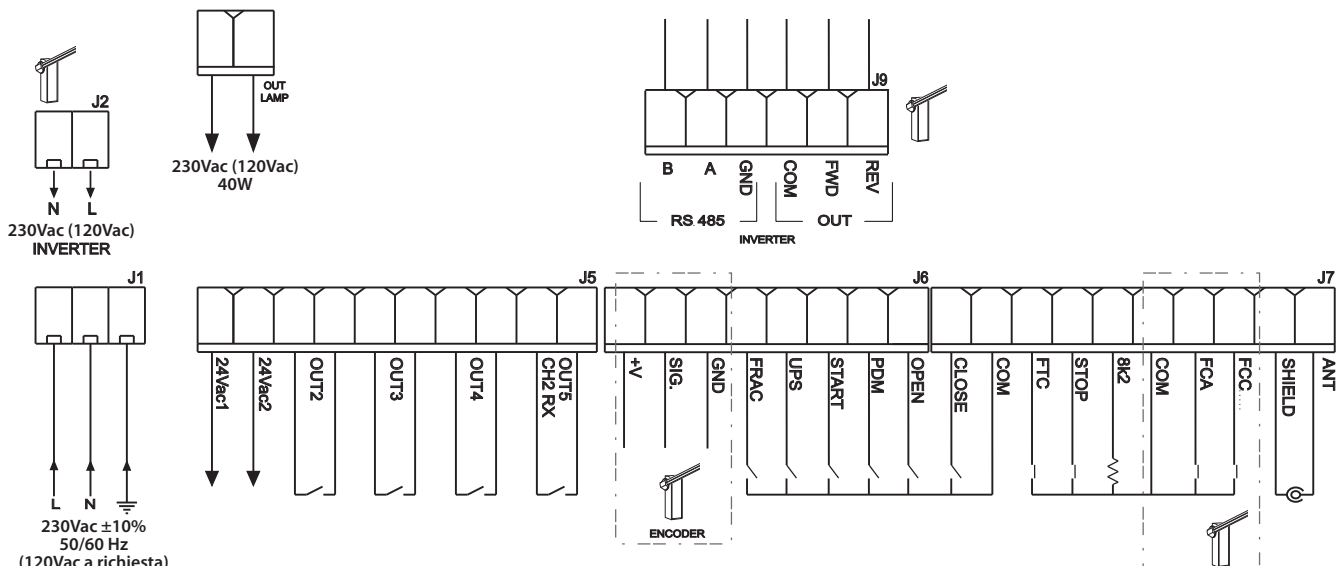 OUT
LAMP
230Vac (120Vac)
40W
J2
N L
230Vac (120Vac)
INVERTER
J9
B A GND COM FWD REV
RS 485 OUT
INVERTER
J1
L N
230Vac ±10%
50/60 Hz
(120Vac a richiesta)
J5
24Vac1
24Vac2
OUT2
OUT3
OUT4
OUT5
CH2 RX
J6
+V
SIG.
GND
FRAC
UPS
START
PDM
OPEN
ENCODER
J7
CLOSE
COM
FTC
STOP
8k2
COM
FCA
FCC
SHIELD
ANT